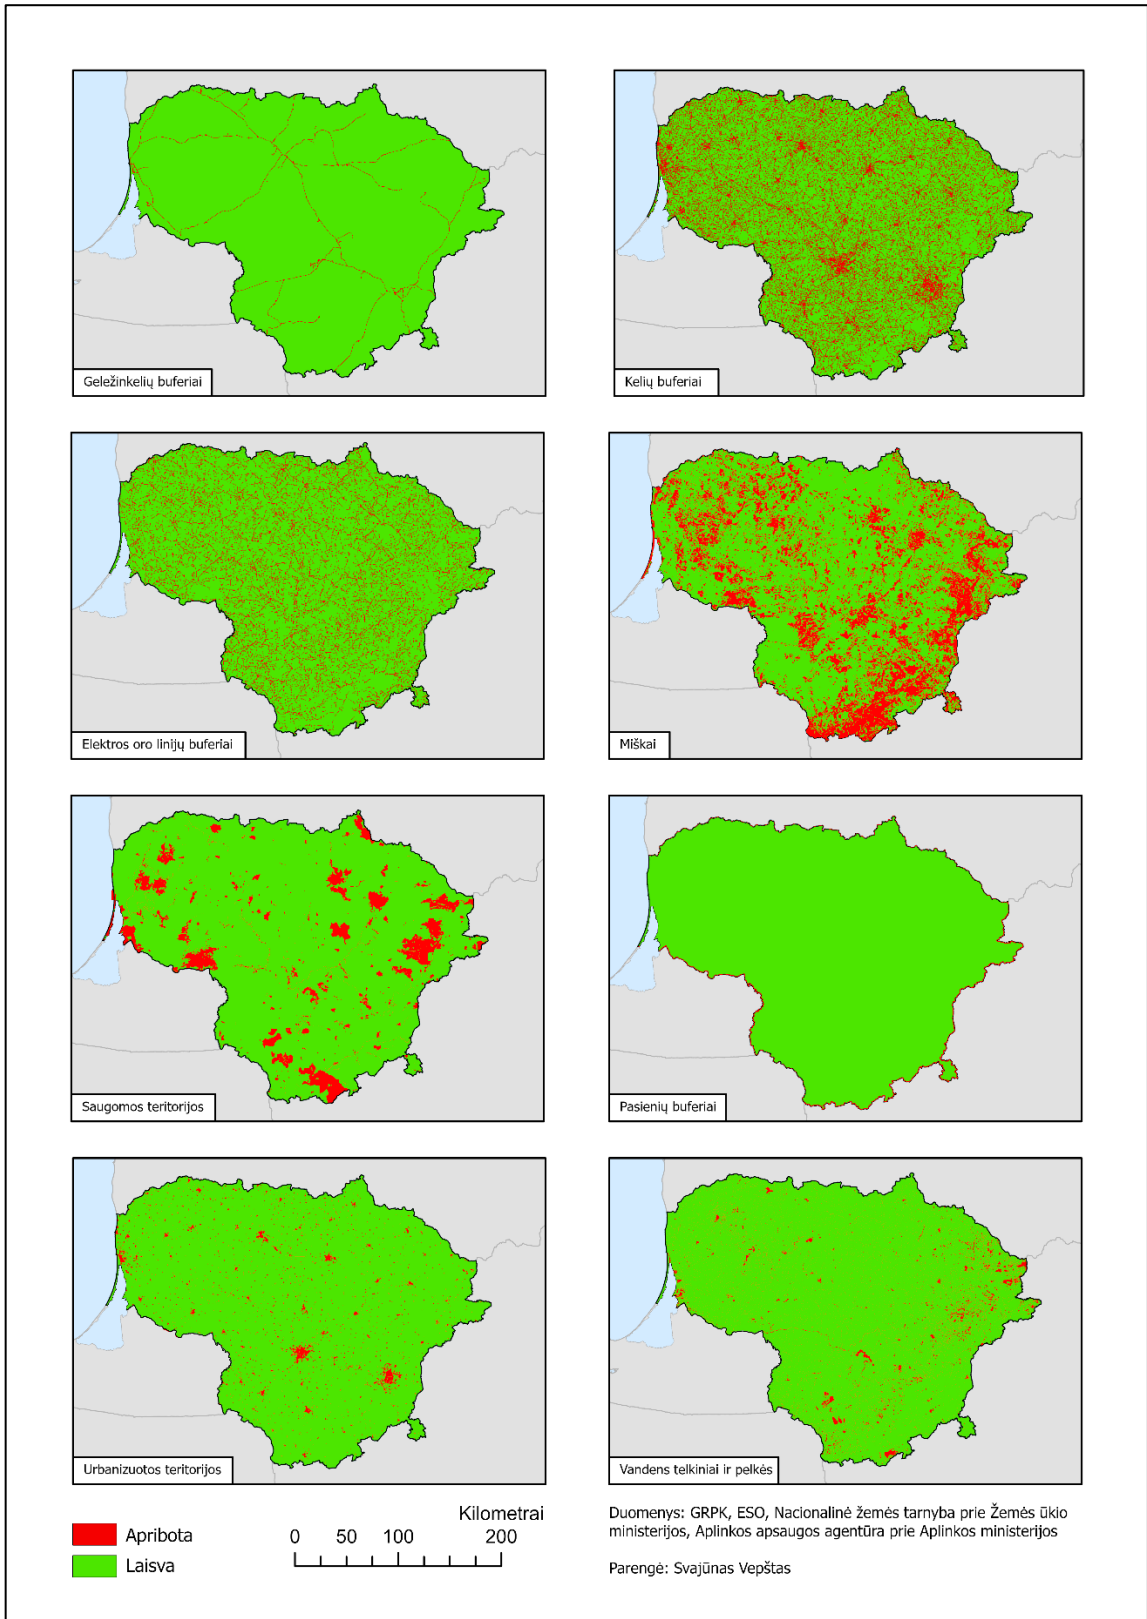 Geležinkelių buferiai
Kelių buferiai
Elektros oro linijų buferiai
Miškai
Saugomos teritorijos
Pasienių buferiai
Urbanizuotos teritorijos
Vandens telkiniai ir pelkės
Apribota
Laisva
Kilometrai
0 50 100 200
Duomenys: GRPK, ESO, Nacionalinė žemės tarnyba prie Žemės ūkio
ministerijos, Aplinkos apsaugos agentūra prie Aplinkos ministerijos
Parengė: Svajūnas Vepštas